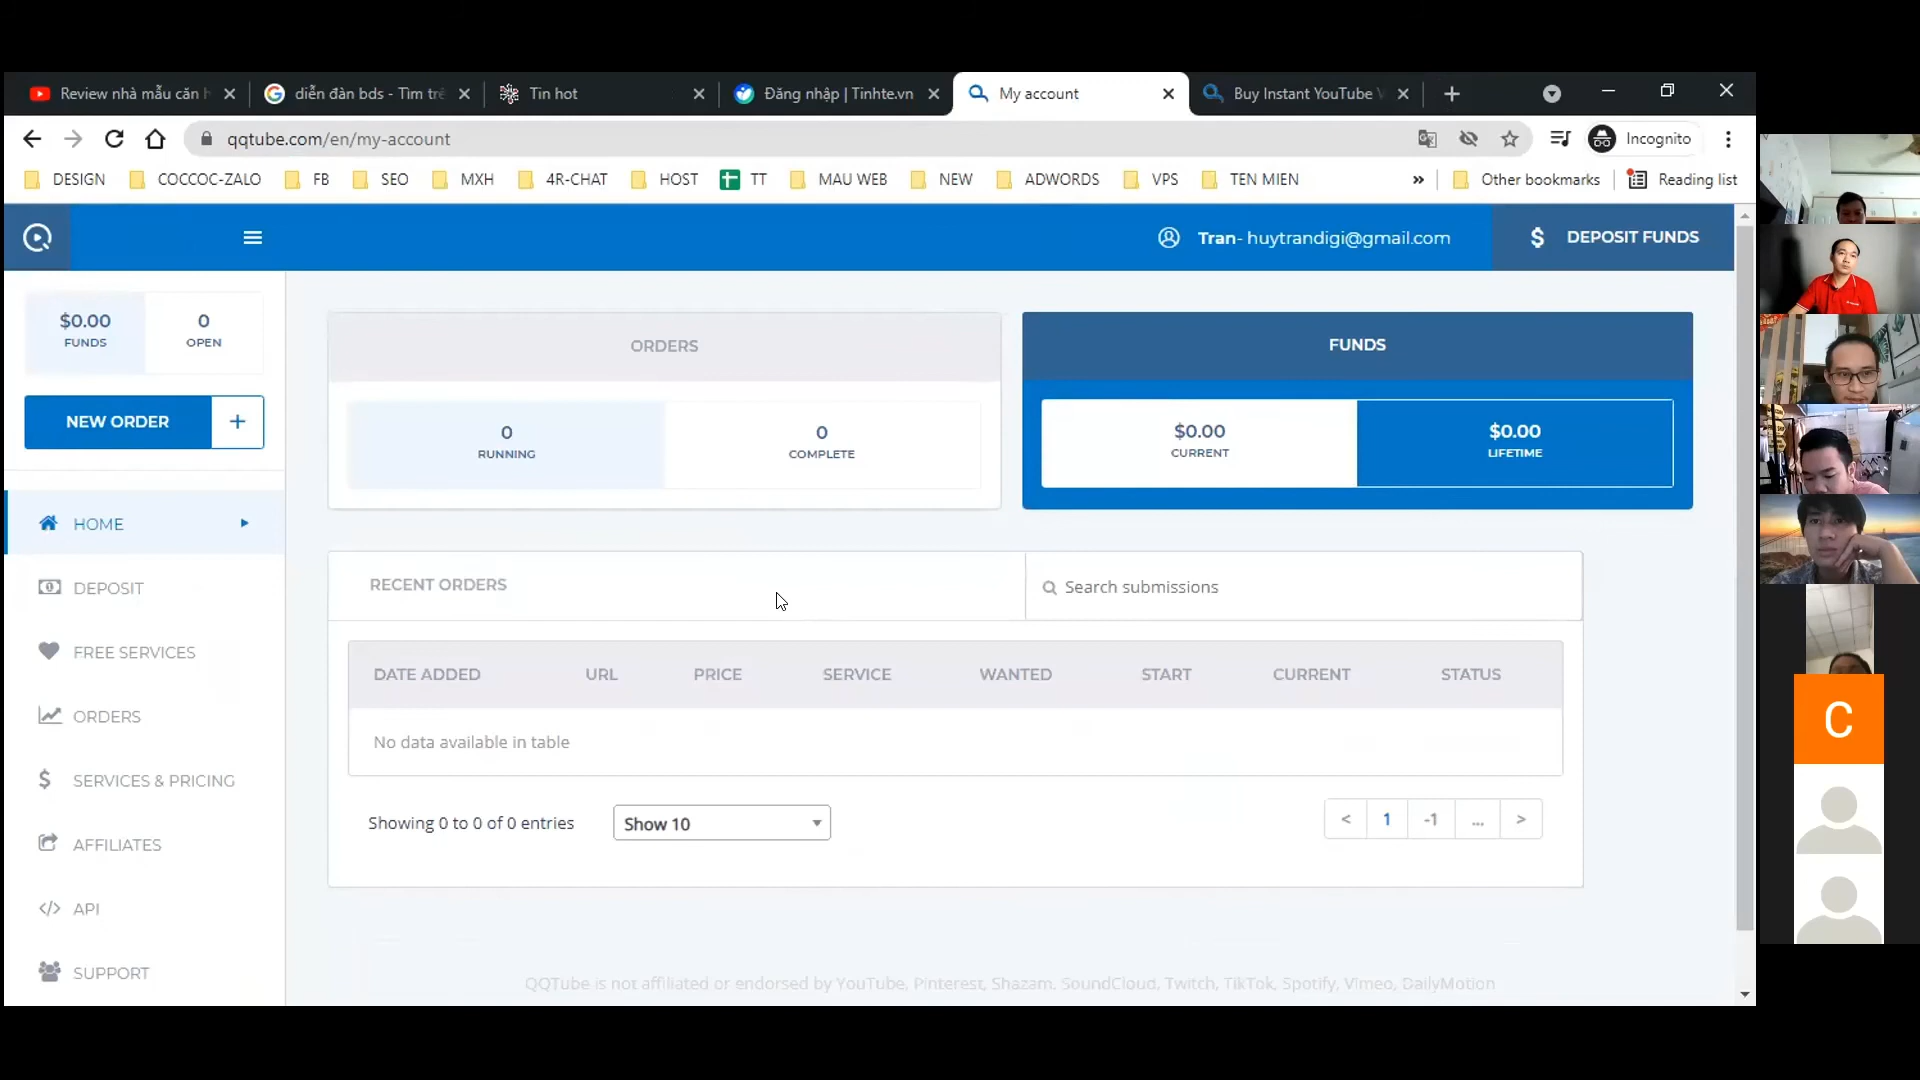 Review nhà mẫu căn h
diễn đàn bds - Tìm trê
Tin hot
Đăng nhập | Tinhte.vn
My account
Buy Instant YouTube V
qqtube.com/en/my-account
Incognito
DESIGN
COCCOC-ZALO
FB
SEO
MXH
4R-CHAT
HOST
TT
MAU WEB
NEW
ADWORDS
VPS
TEN MIEN
»
Other bookmarks
Reading list
Tran- huytrandigi@gmail.com
$ DEPOSIT FUNDS
$0.00
FUNDS
0
OPEN
NEW ORDER +
HOME
DEPOSIT
FREE SERVICES
ORDERS
$ SERVICES & PRICING
AFFILIATES
</> API
SUPPORT
ORDERS
0
RUNNING
0
COMPLETE
FUNDS
$0.00
CURRENT
$0.00
LIFETIME
RECENT ORDERS
Search submissions
DATE ADDED URL PRICE SERVICE WANTED START CURRENT STATUS
No data available in table
Showing 0 to 0 of 0 entries
Show 10
< 1 -1 ... >
QQTube is not affiliated or endorsed by YouTube, Pinterest, Shazam, SoundCloud, Twitch, TikTok, Spotify, Vimeo, DailyMotion
C